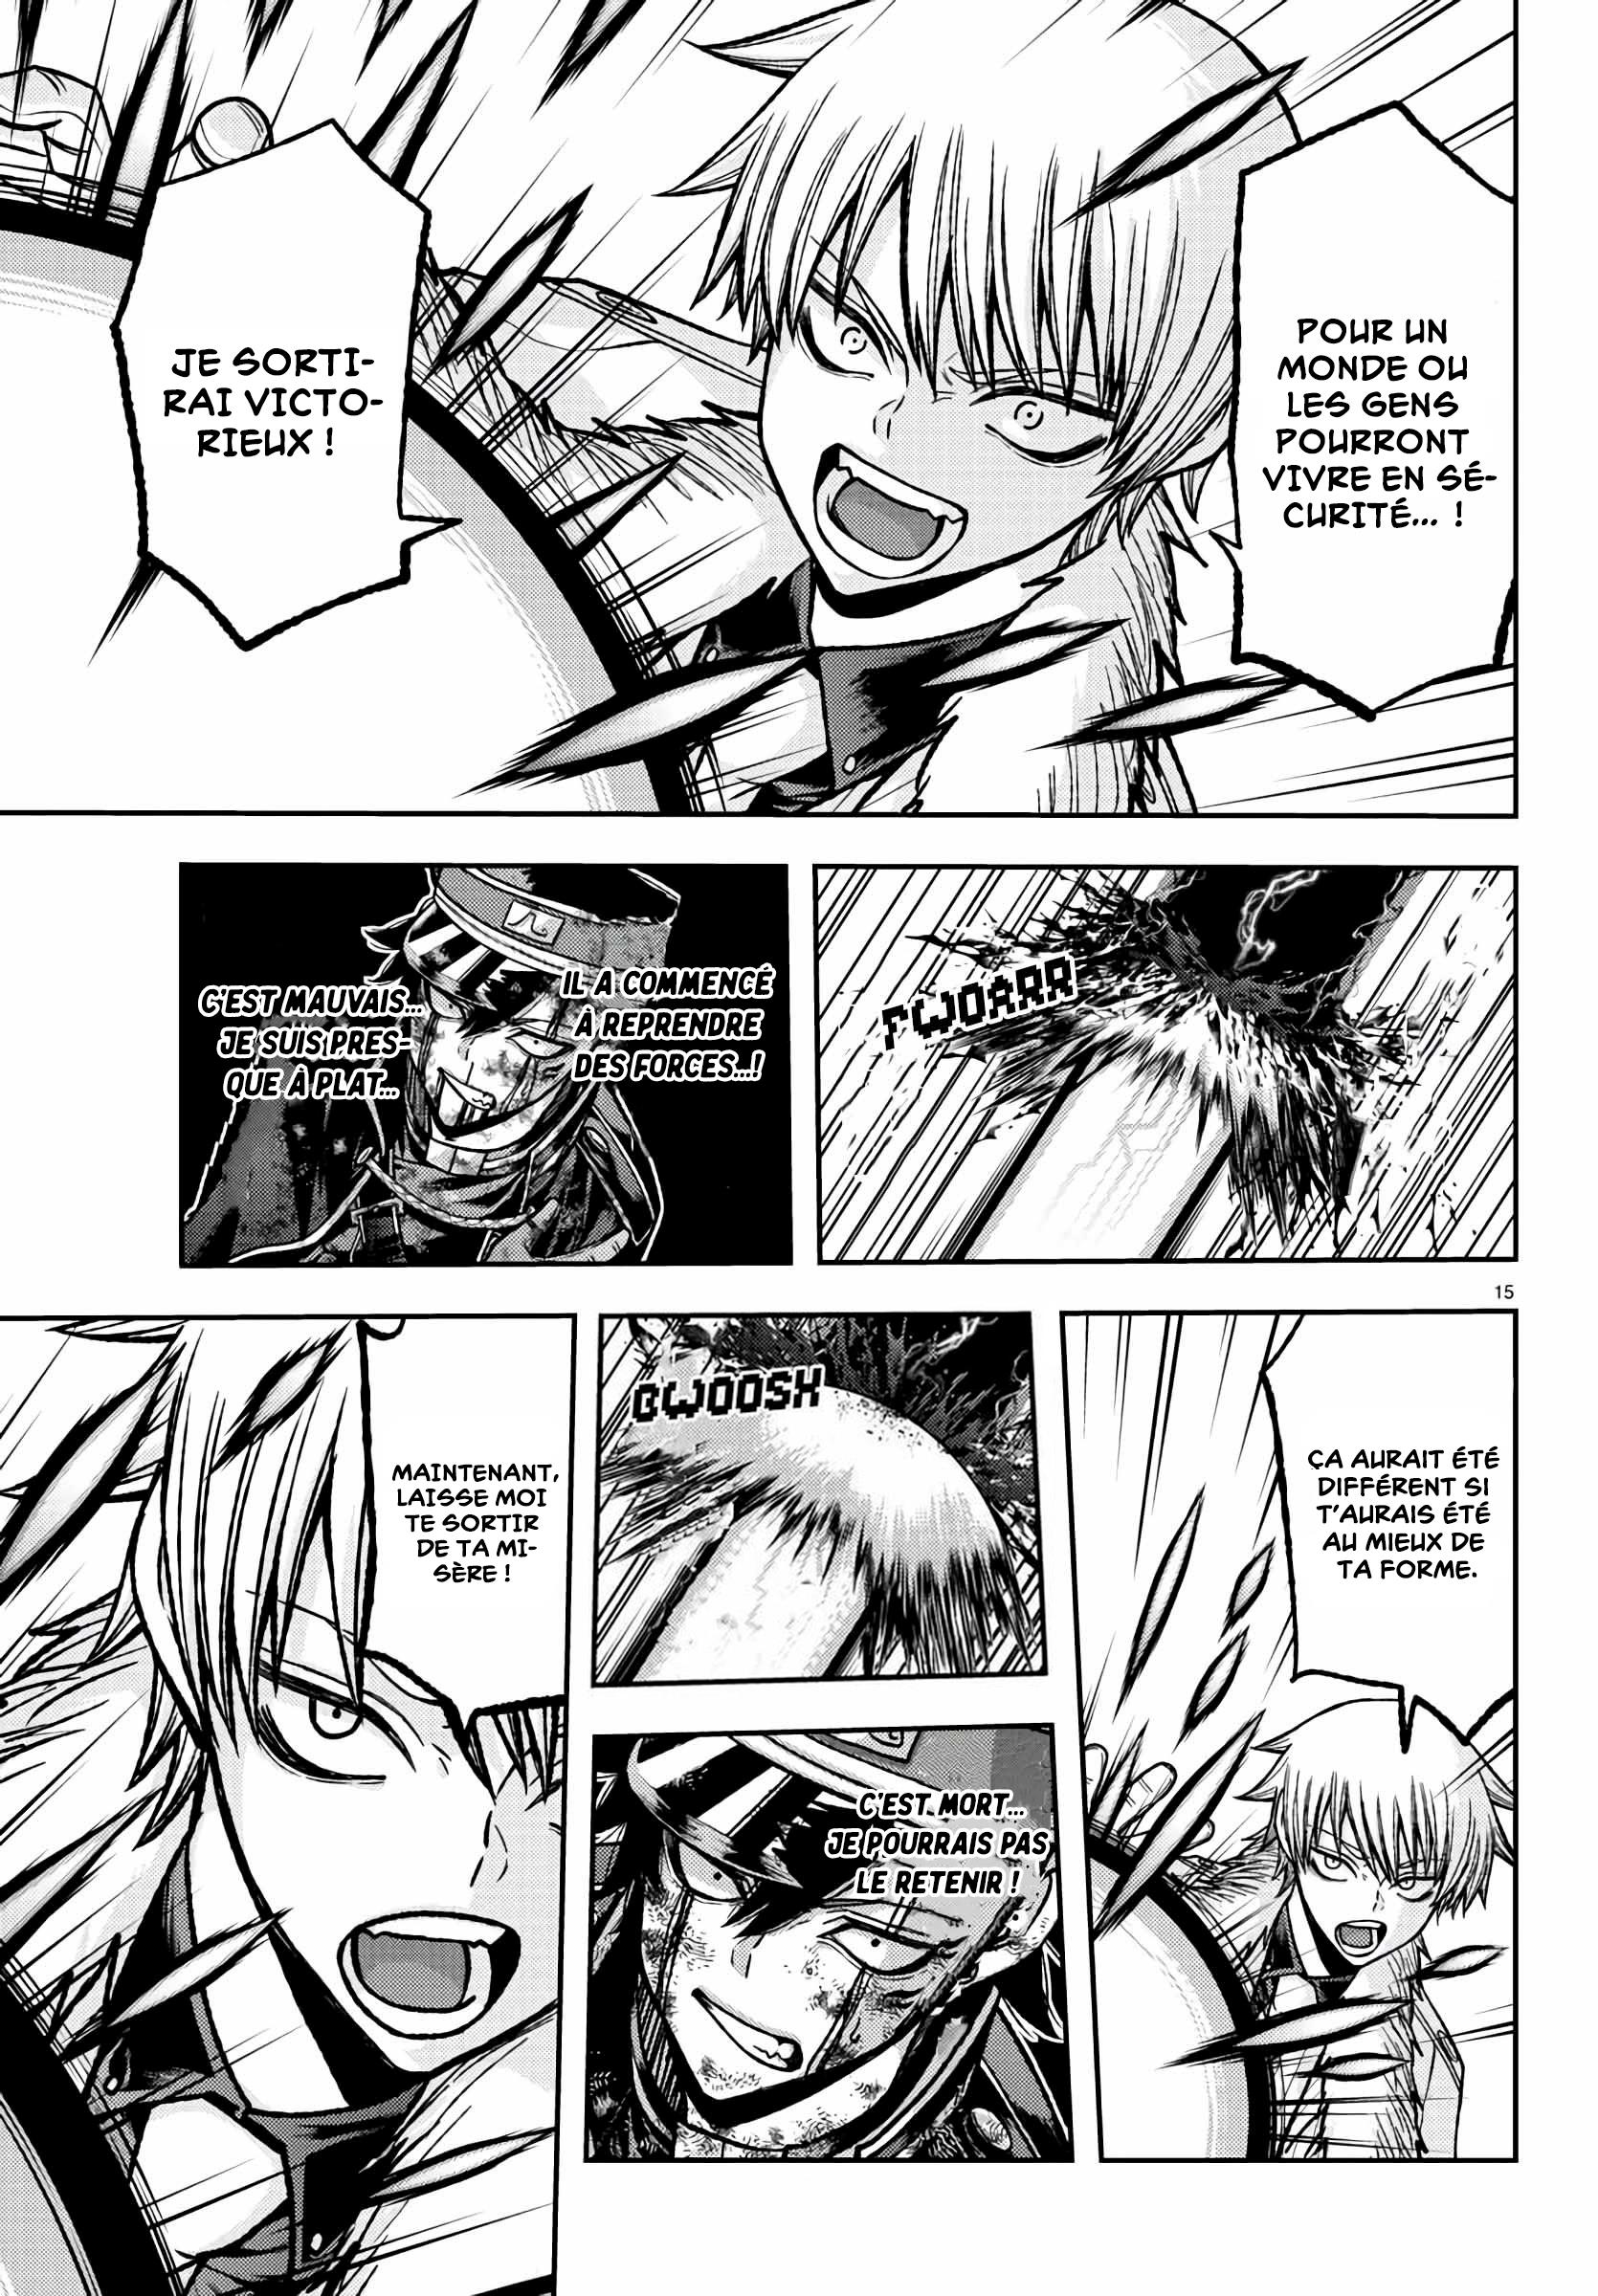 POUR UN
MONDE OU
LES GENS
POURRONT
VIVRE EN SÉ-
CURITÉ... !
JE SORTI-
RAI VICTO-
RIEUX !
FWOARR
IL A COMMENCÉ
À REPRENDRE
DES FORCES...!
C'EST MAUVAIS...
JE SUIS PRES-
QUE À PLAT...
15
ÇA AURAIT ÉTÉ
DIFFÉRENT SI
T'AURAIS ÉTÉ
AU MIEUX DE
TA FORME.
GWOOSH
C'EST MORT...
JE POURRAIS PAS
LE RETENIR !
MAINTENANT,
LAISSE MOI
TE SORTIR
DE TA MI-
SÈRE !